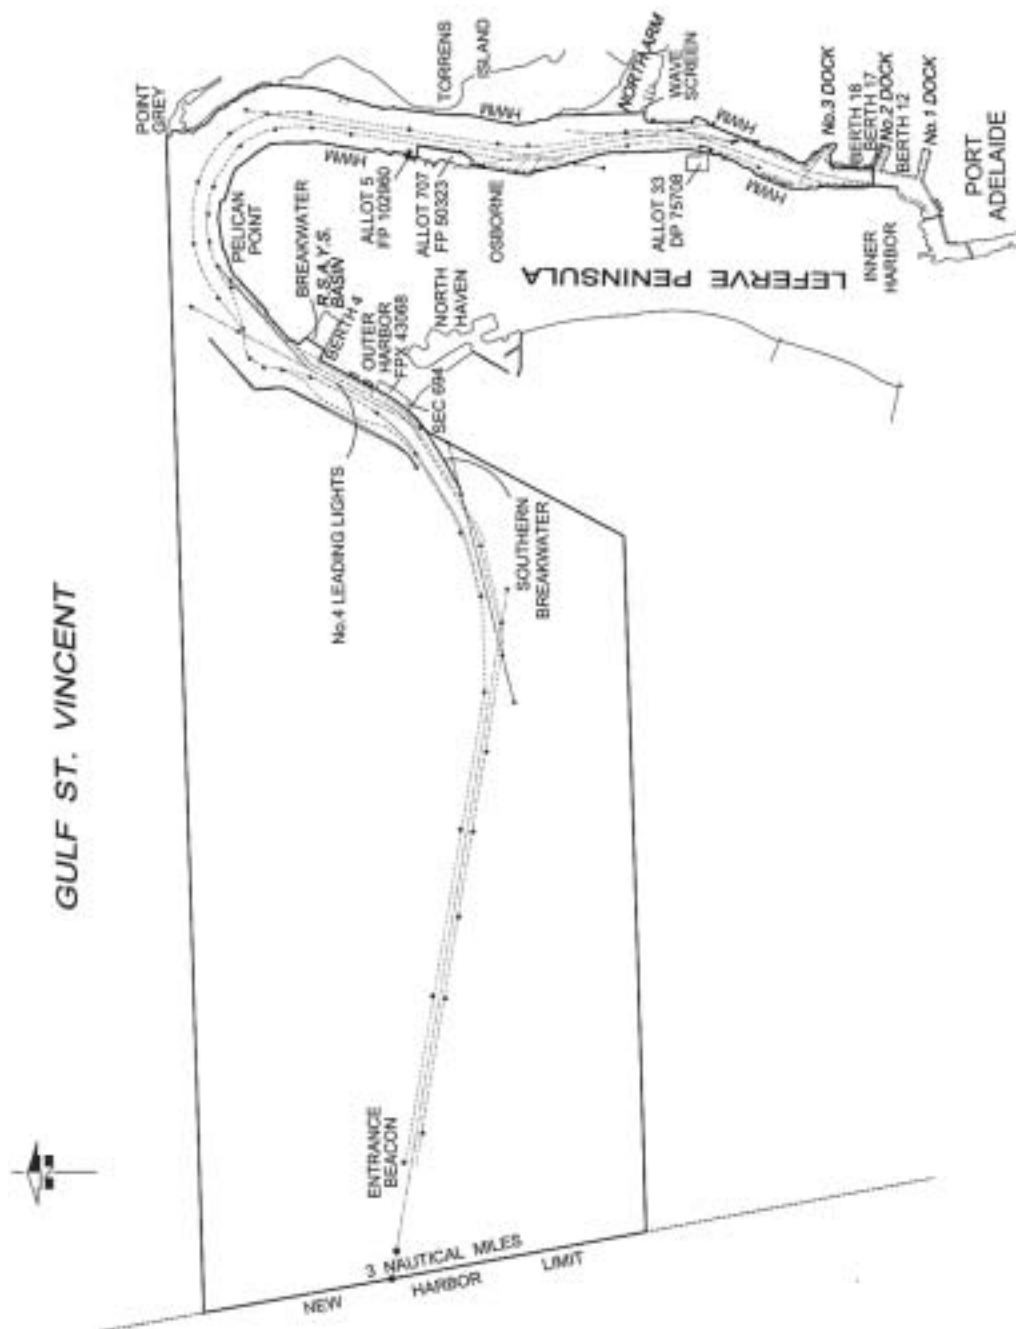 GULF ST. VINCENT
POINT
GREY
TORRENS
ISLAND
NORTH ARM
WAVE
SCREEN
HWM
HWM
HWM
HWM
No.3 DOCK
BERTH 18
BERTH 17
No.2 DOCK
BERTH 12
No.1 DOCK
PORT
ADELAIDE
INNER
HARBOR
PELICAN
POINT
BREAKWATER
R.S.A.Y.S.
BASIN
BERTH 4
OUTER
HARBOR
FPX 43068
ALLOT 5
FP 102960
ALLOT 707
FP 50323
OSBORNE
ALLOT 33
DP 75708
LEFERVE PENINSULA
NORTH
HAVEN
SEC 694
No.4 LEADING LIGHTS
SOUTHERN
BREAKWATER
ENTRANCE
BEACON
3 NAUTICAL MILES
NEW HARBOR LIMIT